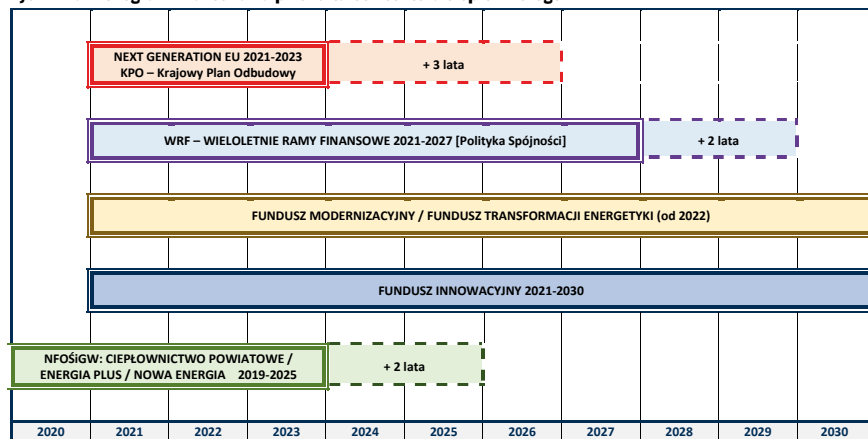 NEXT GENERATION EU 2021-2023
KPO – Krajowy Plan Odbudowy
+ 3 lata
WRF – WIELOLETNIE RAMY FINANSOWE 2021-2027 [Polityka Spójności]
+ 2 lata
FUNDUSZ MODERNIZACYJNY / FUNDUSZ TRANSFORMACJI ENERGETYKI (od 2022)
FUNDUSZ INNOWACYJNY 2021-2030
NFOŚiGW: CIEPŁOWNICTWO POWIATOWE /
ENERGIA PLUS / NOWA ENERGIA 2019-2025
+ 2 lata
2020 2021 2022 2023 2024 2025 2026 2027 2028 2029 2030